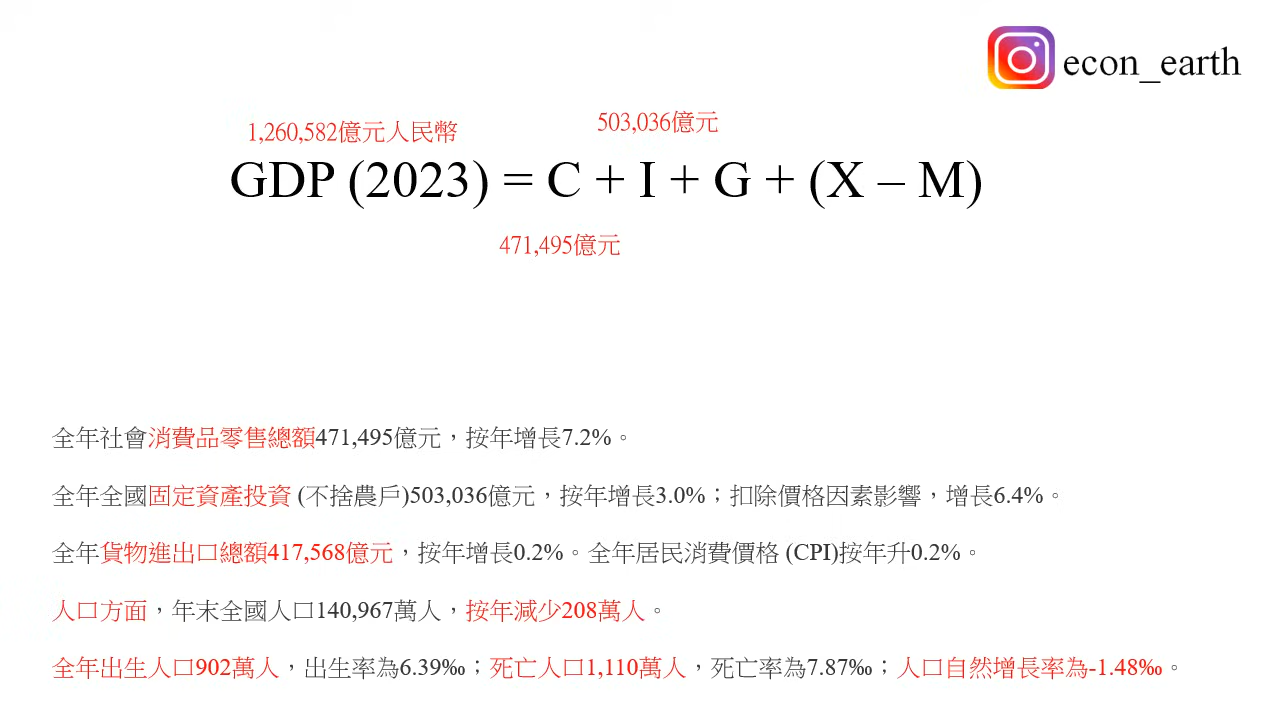 econ_earth
1,260,582億元人民幣
503,036億元
GDP (2023) = C + I + G + (X – M)
471,495億元
全年社會消費品零售總額471,495億元，按年增長7.2%。
全年全國固定資產投資 (不捨農戶)503,036億元，按年增長3.0%；扣除價格因素影響，增長6.4%。
全年貨物進出口總額417,568億元，按年增長0.2%。全年居民消費價格 (CPI)按年升0.2%。
人口方面，年末全國人口140,967萬人，按年減少208萬人。
全年出生人口902萬人，出生率為6.39‰；死亡人口1,110萬人，死亡率為7.87‰；人口自然增長率為-1.48‰。